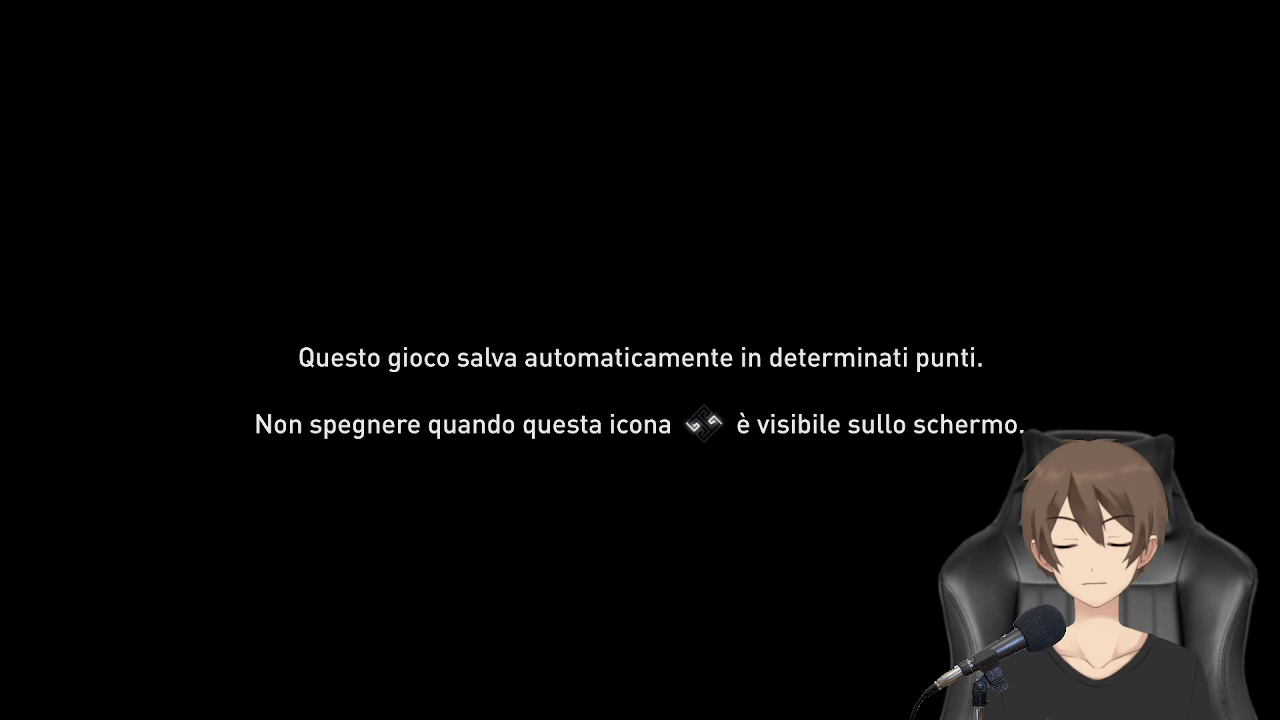 Questo gioco salva automaticamente in determinati punti.
Non spegnere quando questa icona è visibile sullo schermo.